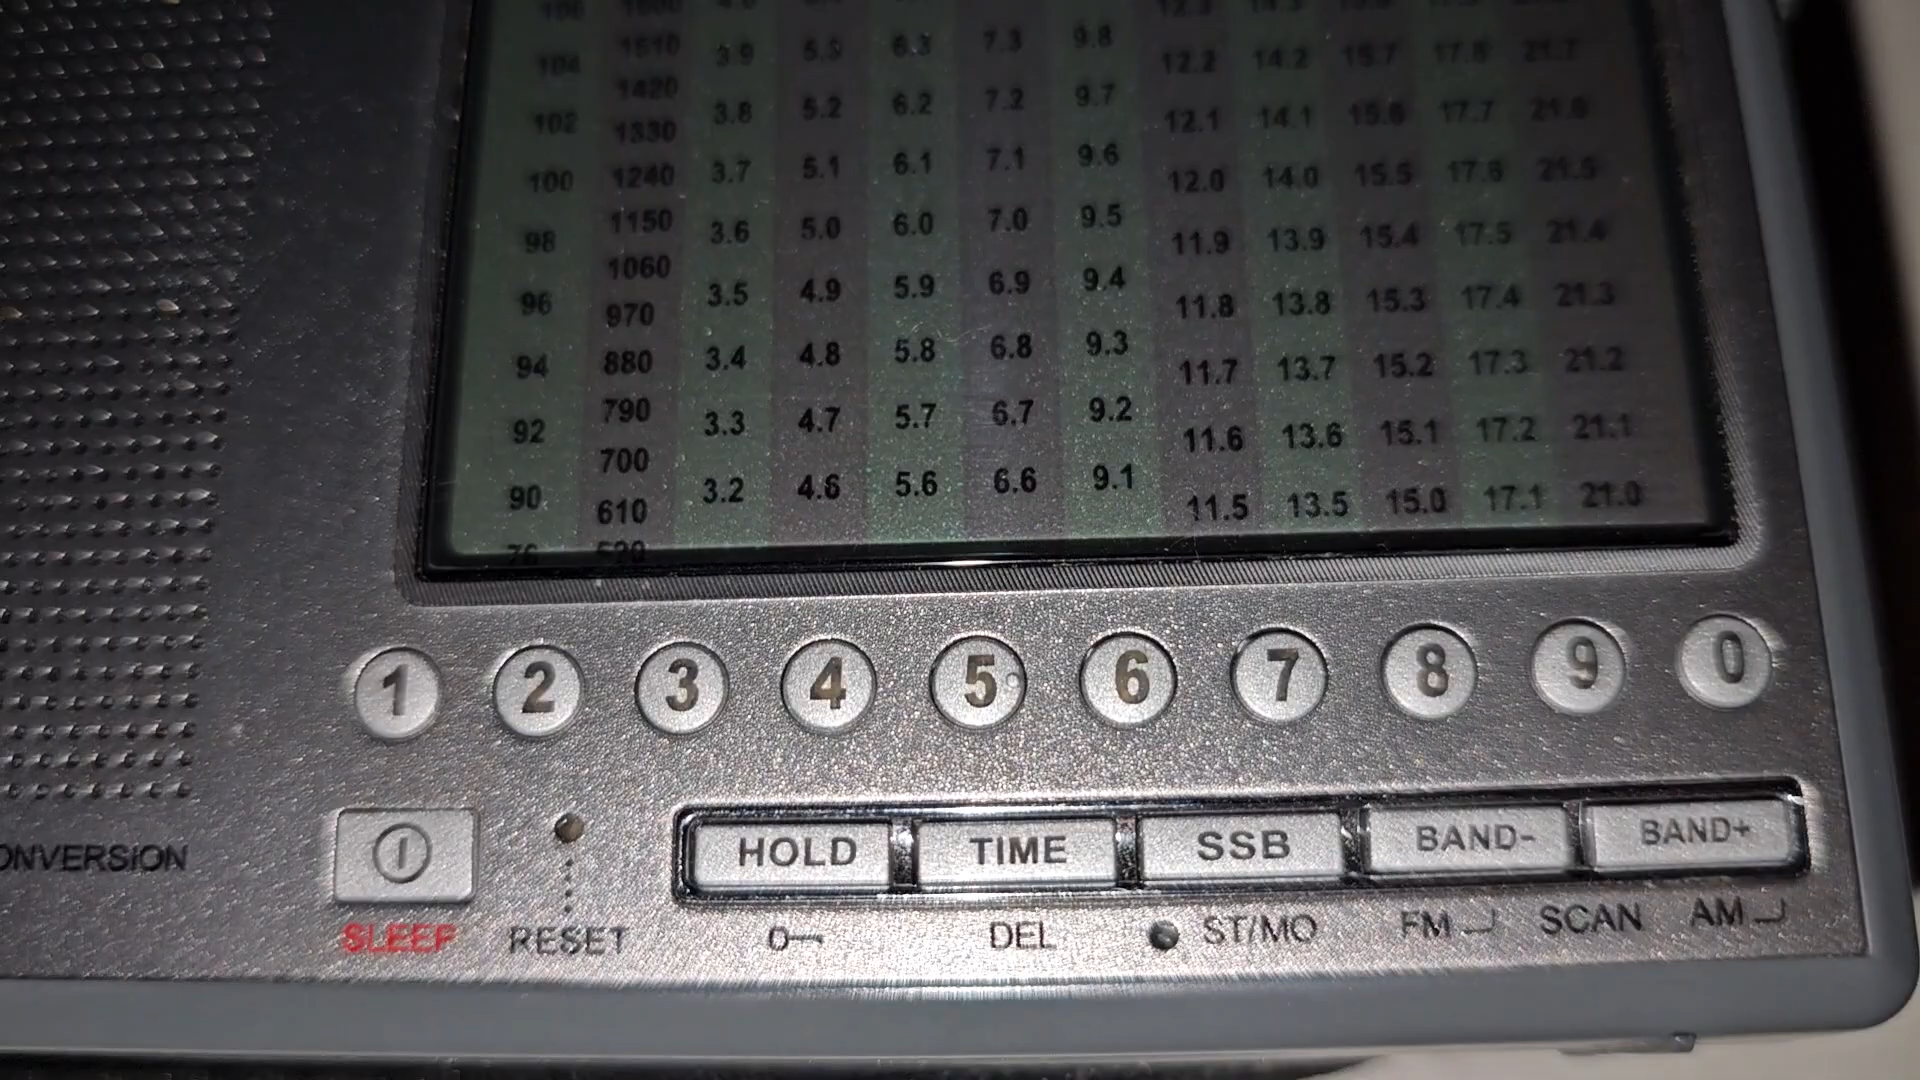 104 1510 3.9 5.3 6.3 7.3 9.8 12.2 14.2 15.7 17.8 21.7
1420
102 3.8 5.2 6.2 7.2 9.7 12.1 14.1 15.6 17.7 21.6
1330
100 1240 3.7 5.1 6.1 7.1 9.6 12.0 14.0 15.5 17.6 21.5
1150
98 3.6 5.0 6.0 7.0 9.5 11.9 13.9 15.4 17.5 21.4
1060
96 3.5 4.9 5.9 6.9 9.4 11.8 13.8 15.3 17.4 21.3
970
94 880 3.4 4.8 5.8 6.8 9.3 11.7 13.7 15.2 17.3 21.2
790
92 3.3 4.7 5.7 6.7 9.2 11.6 13.6 15.1 17.2 21.1
700
90 3.2 4.6 5.6 6.6 9.1 11.5 13.5 15.0 17.1 21.0
610
76 520
1 2 3 4 5 6 7 8 9 0
HOLD TIME SSB BAND- BAND+
ONVERSION
SLEEP RESET DEL ST/MO FM SCAN AM